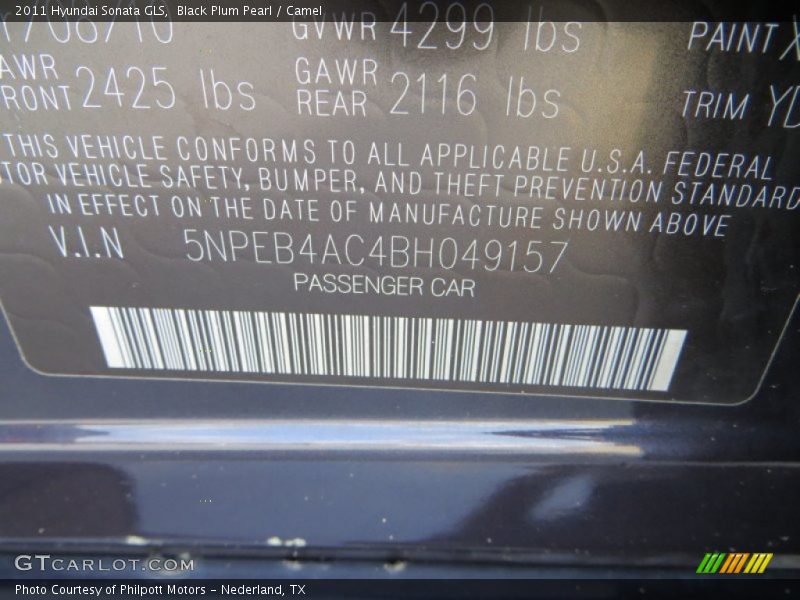 2011 Hyundai Sonata GLS, Black Plum Pearl / Camel
GVWR 4299 lbs PAINT X
FRONT 2425 lbs GAWR REAR 2116 lbs TRIM YD
THIS VEHICLE CONFORMS TO ALL APPLICABLE U.S.A. FEDERAL
TOR VEHICLE SAFETY, BUMPER, AND THEFT PREVENTION STANDARD
IN EFFECT ON THE DATE OF MANUFACTURE SHOWN ABOVE
V.I.N 5NPEB4AC4BH049157
PASSENGER CAR
GTCARLOT.COM
Photo Courtesy of Philpott Motors - Nederland, TX